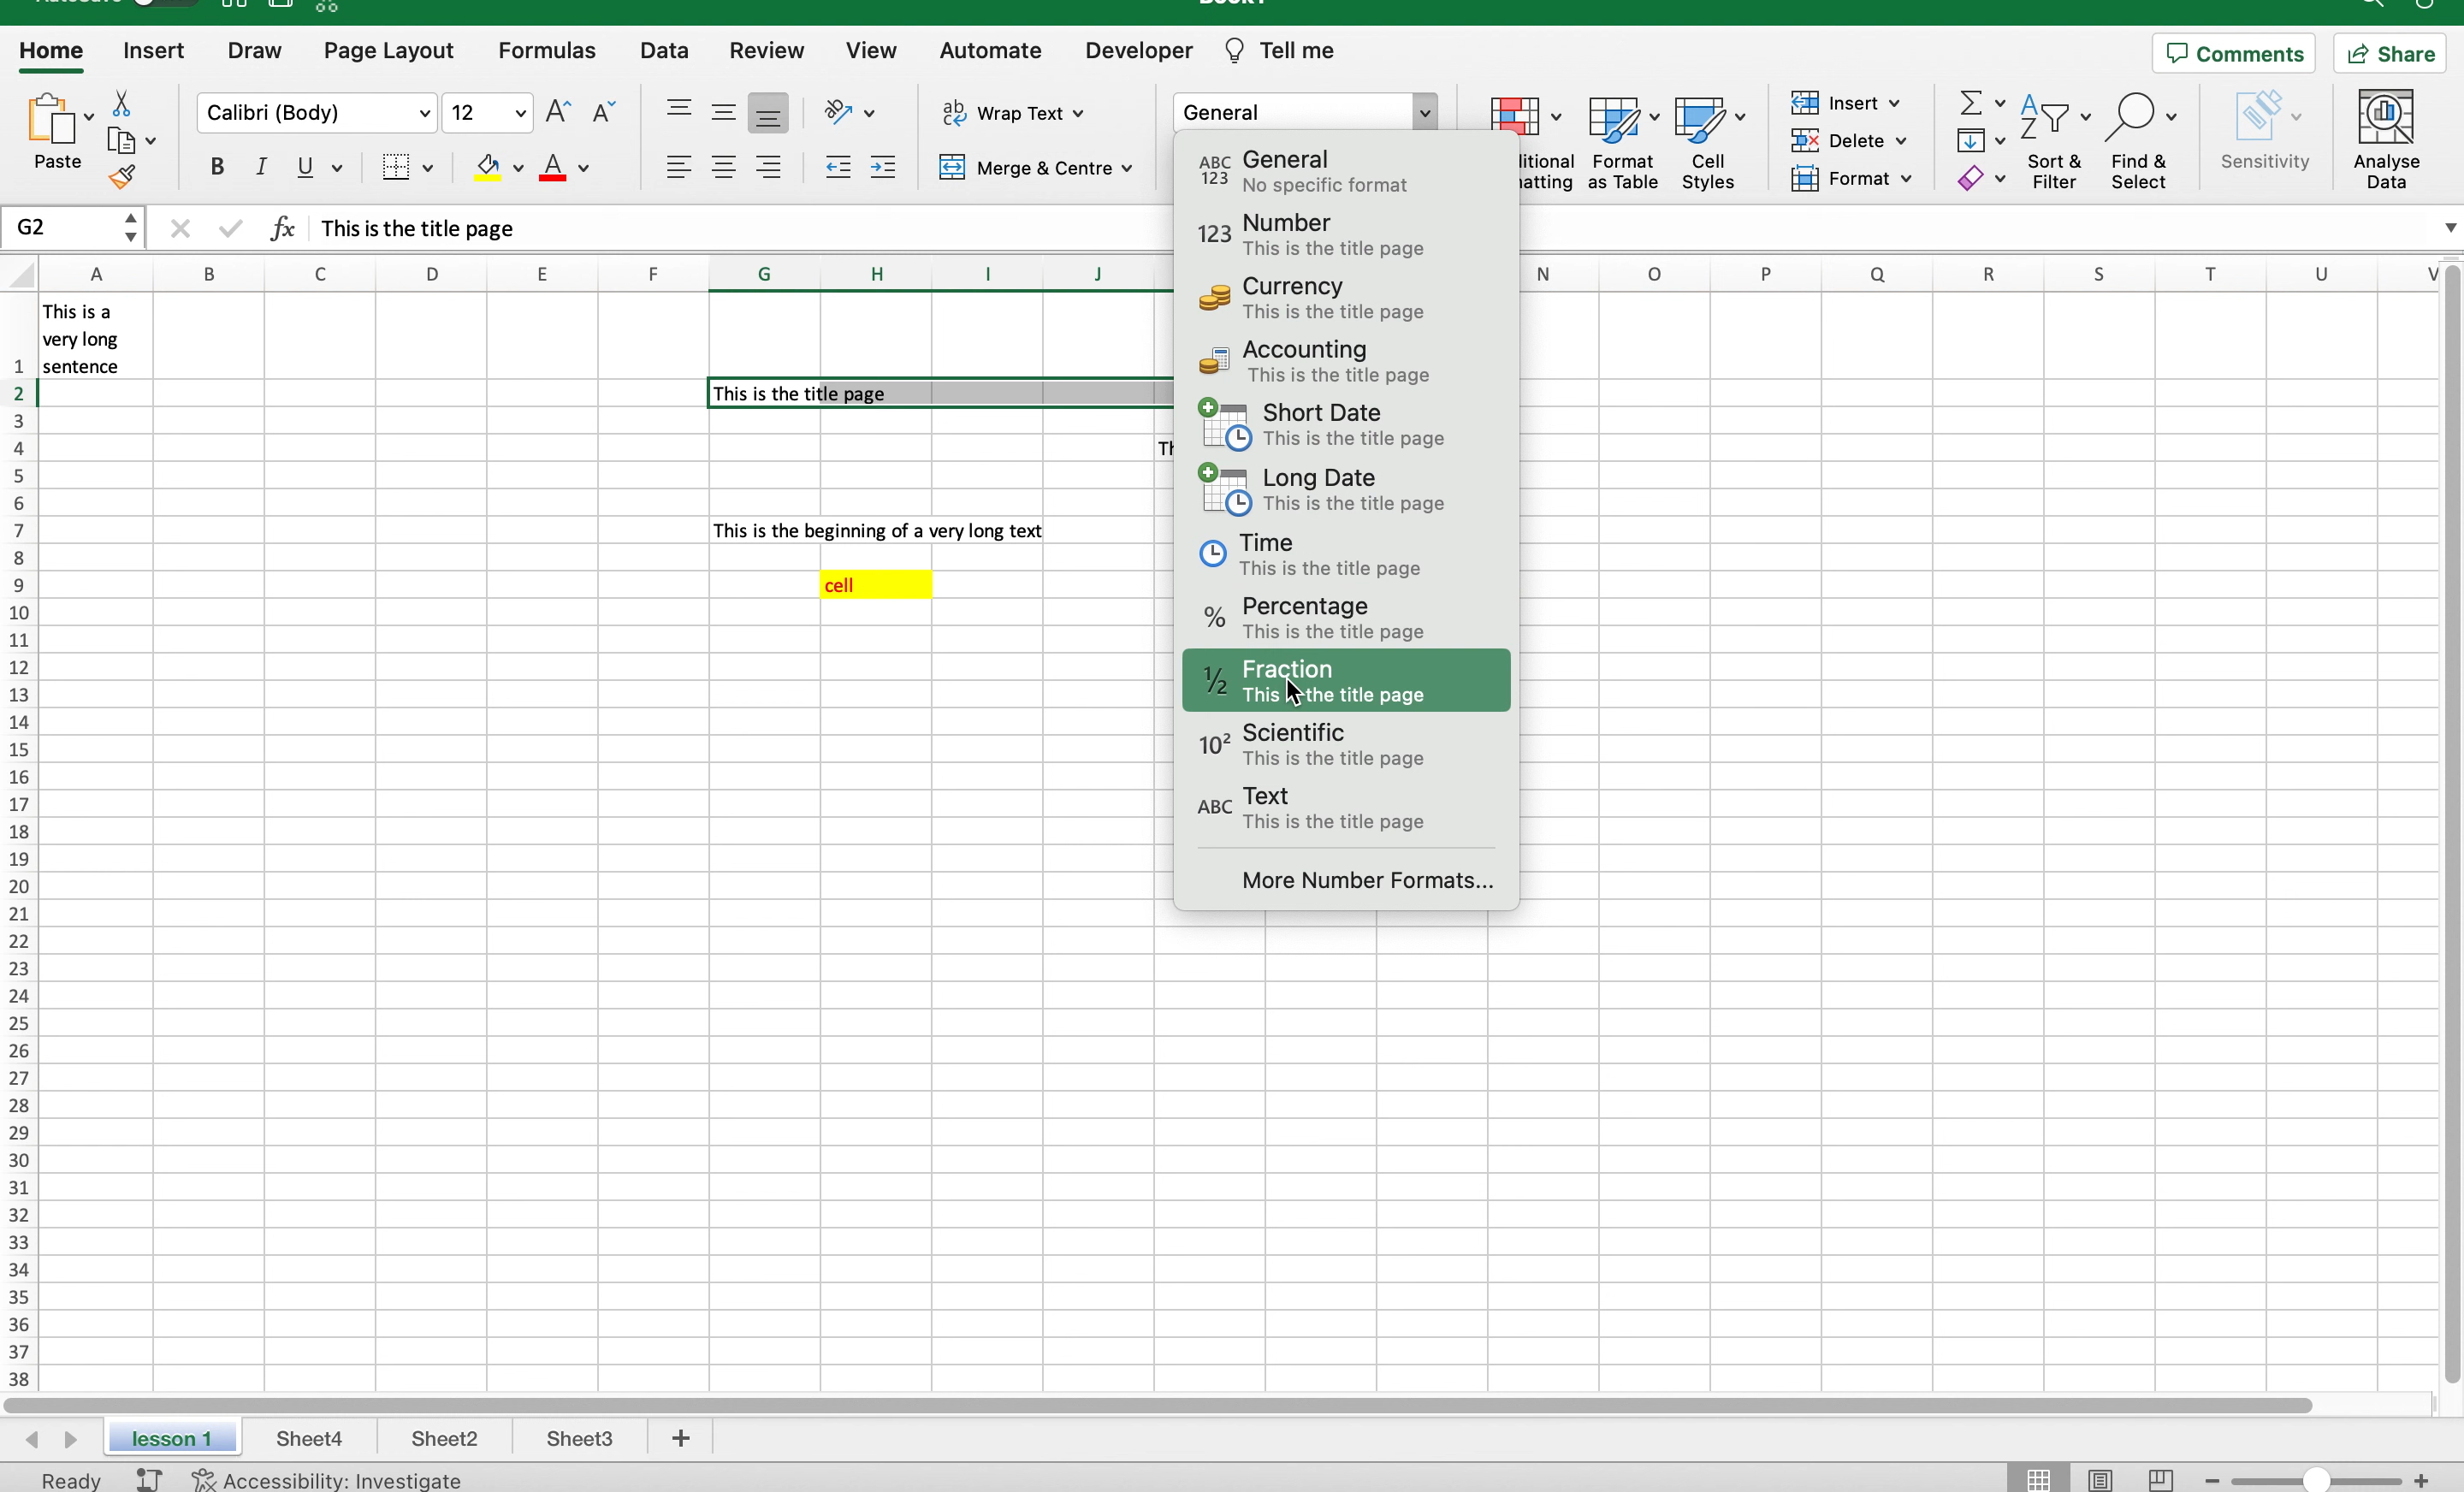 Home Insert Draw Page Layout Formulas Data Review View Automate Developer Tell me Comments Share
Calibri (Body) 12 Wrap Text General Insert
Paste Delete
B I U A Merge & Centre Format
Format as Table
Cell Styles
Sort & Filter
Find & Select
Sensitivity
Analyse Data
G2 fx This is the title page
A B C D E F G H I J N O P Q R S T U V
This is a
very long
1 sentence
2 This is the title page
3
4
5
6
7 This is the beginning of a very long text
8
9 cell
10
11
12
13
14
15
16
17
18
19
20
21
22
23
24
25
26
27
28
29
30
31
32
33
34
35
36
37
38
ABC 123 General
No specific format
123 Number
This is the title page
Currency
This is the title page
Accounting
This is the title page
Short Date
This is the title page
Long Date
This is the title page
Time
This is the title page
% Percentage
This is the title page
½ Fraction
This the title page
10² Scientific
This is the title page
ABC Text
This is the title page
More Number Formats...
lesson 1 Sheet4 Sheet2 Sheet3 +
Ready Accessibility: Investigate